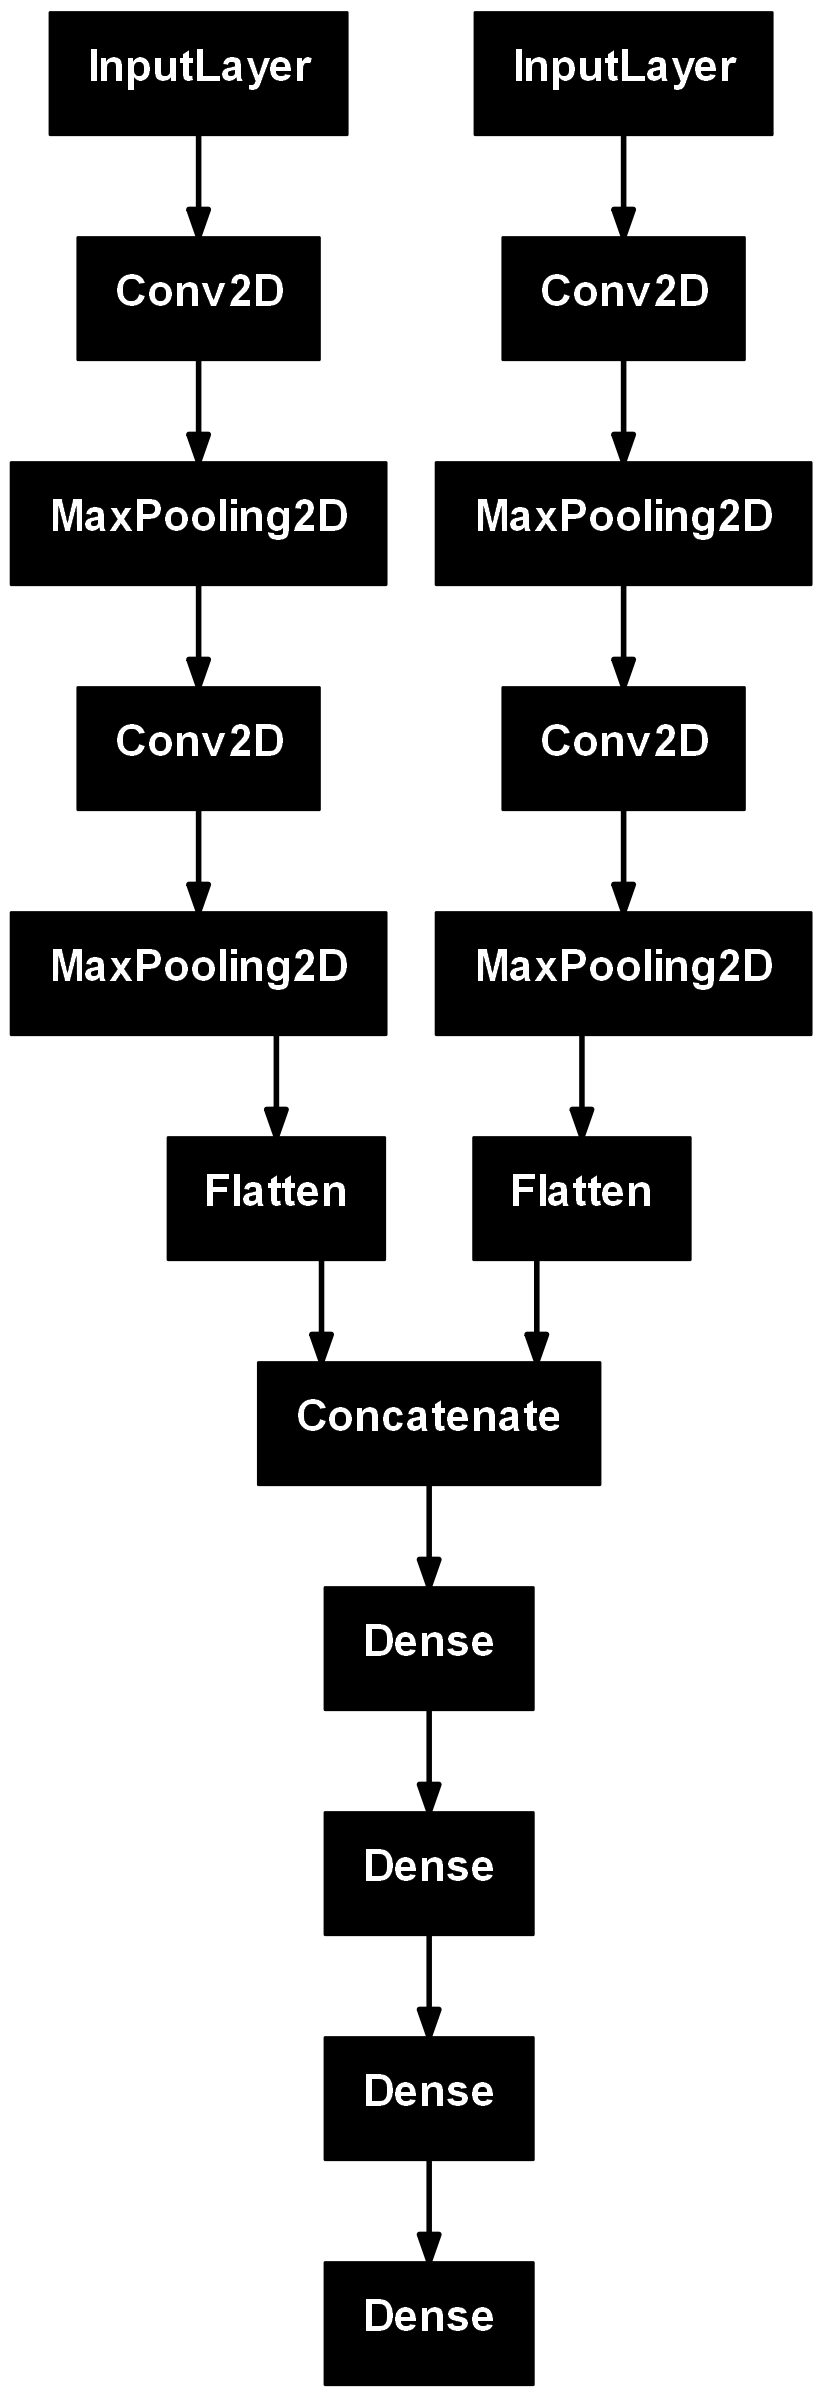 InputLayer InputLayer
Conv2D Conv2D
MaxPooling2D MaxPooling2D
Conv2D Conv2D
MaxPooling2D MaxPooling2D
Flatten Flatten
Concatenate
Dense
Dense
Dense
Dense